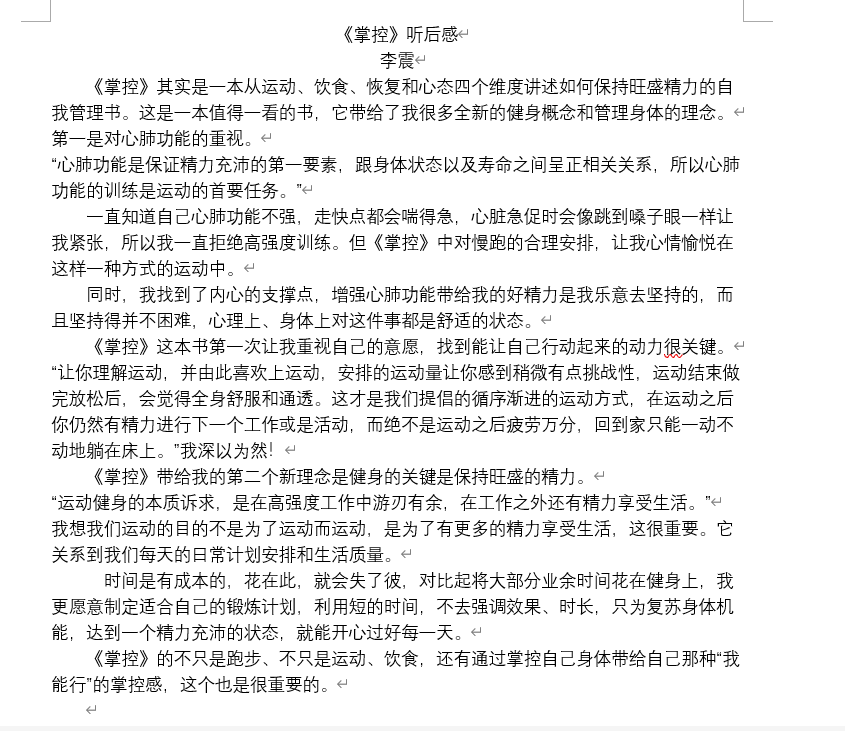 《掌控》听后感
李震
《掌控》其实是一本从运动、饮食、恢复和心态四个维度讲述如何保持旺盛精力的自
我管理书。这是一本值得一看的书，它带给了我很多全新的健身概念和管理身体的理念。
第一是对心肺功能的重视。
“心肺功能是保证精力充沛的第一要素，跟身体状态以及寿命之间呈正相关关系，所以心肺
功能的训练是运动的首要任务。”
一直知道自己心肺功能不强，走快点都会喘得急，心脏急促时会像跳到嗓子眼一样让
我紧张，所以我一直拒绝高强度训练。但《掌控》中对慢跑的合理安排，让我心情愉悦在
这样一种方式的运动中。
同时，我找到了内心的支撑点，增强心肺功能带给我的好精力是我乐意去坚持的，而
且坚持得并不困难，心理上、身体上对这件事都是舒适的状态。
《掌控》这本书第一次让我重视自己的意愿，找到能让自己行动起来的动力很关键。
“让你理解运动，并由此喜欢上运动，安排的运动量让你感到稍微有点挑战性，运动结束做
完放松后，会觉得全身舒服和通透。这才是我们提倡的循序渐进的运动方式，在运动之后
你仍然有精力进行下一个工作或是活动，而绝不是运动之后疲劳万分，回到家只能一动不
动地躺在床上。”我深以为然！
《掌控》带给我的第二个新理念是健身的关键是保持旺盛的精力。
“运动健身的本质诉求，是在高强度工作中游刃有余，在工作之外还有精力享受生活。”
我想我们运动的目的不是为了运动而运动，是为了有更多的精力享受生活，这很重要。它
关系到我们每天的日常计划安排和生活质量。
时间是有成本的，花在此，就会失了彼，对比起将大部分业余时间花在健身上，我
更愿意制定适合自己的锻炼计划，利用短的时间，不去强调效果、时长，只为复苏身体机
能，达到一个精力充沛的状态，就能开心过好每一天。
《掌控》的不只是跑步、不只是运动、饮食，还有通过掌控自己身体带给自己那种“我
能行”的掌控感，这个也是很重要的。